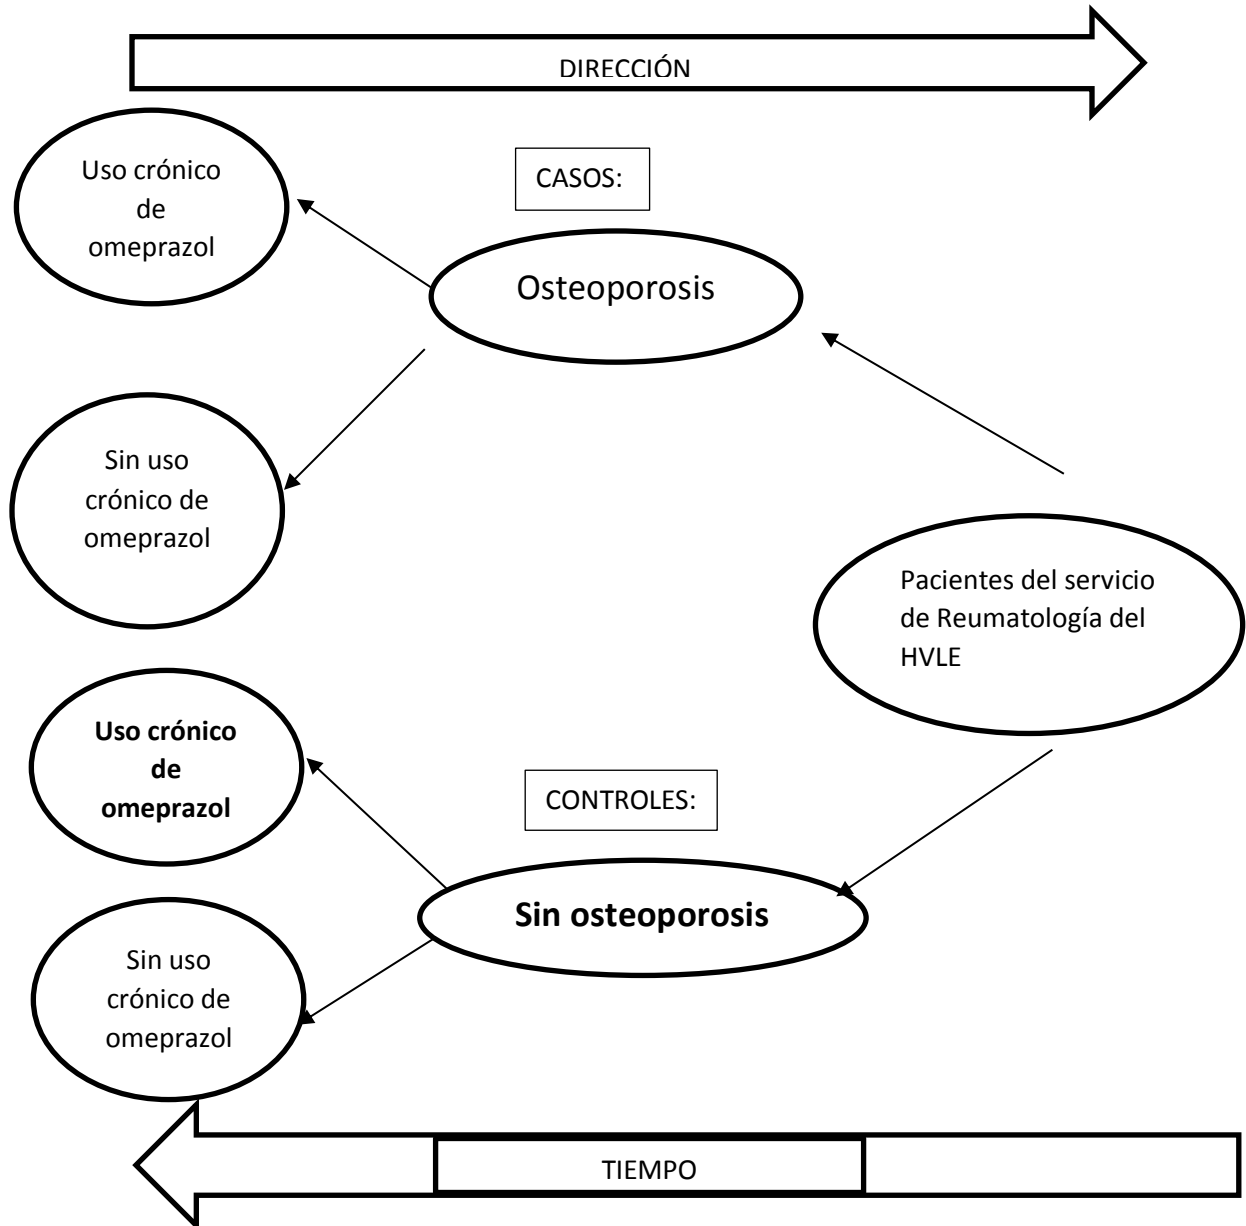 DIRECCIÓN
Uso crónico
de
omeprazol
CASOS:
Osteoporosis
Sin uso
crónico de
omeprazol
Pacientes del servicio
de Reumatología del
HVLE
Uso crónico
de
omeprazol
CONTROLES:
Sin osteoporosis
Sin uso
crónico de
omeprazol
TIEMPO